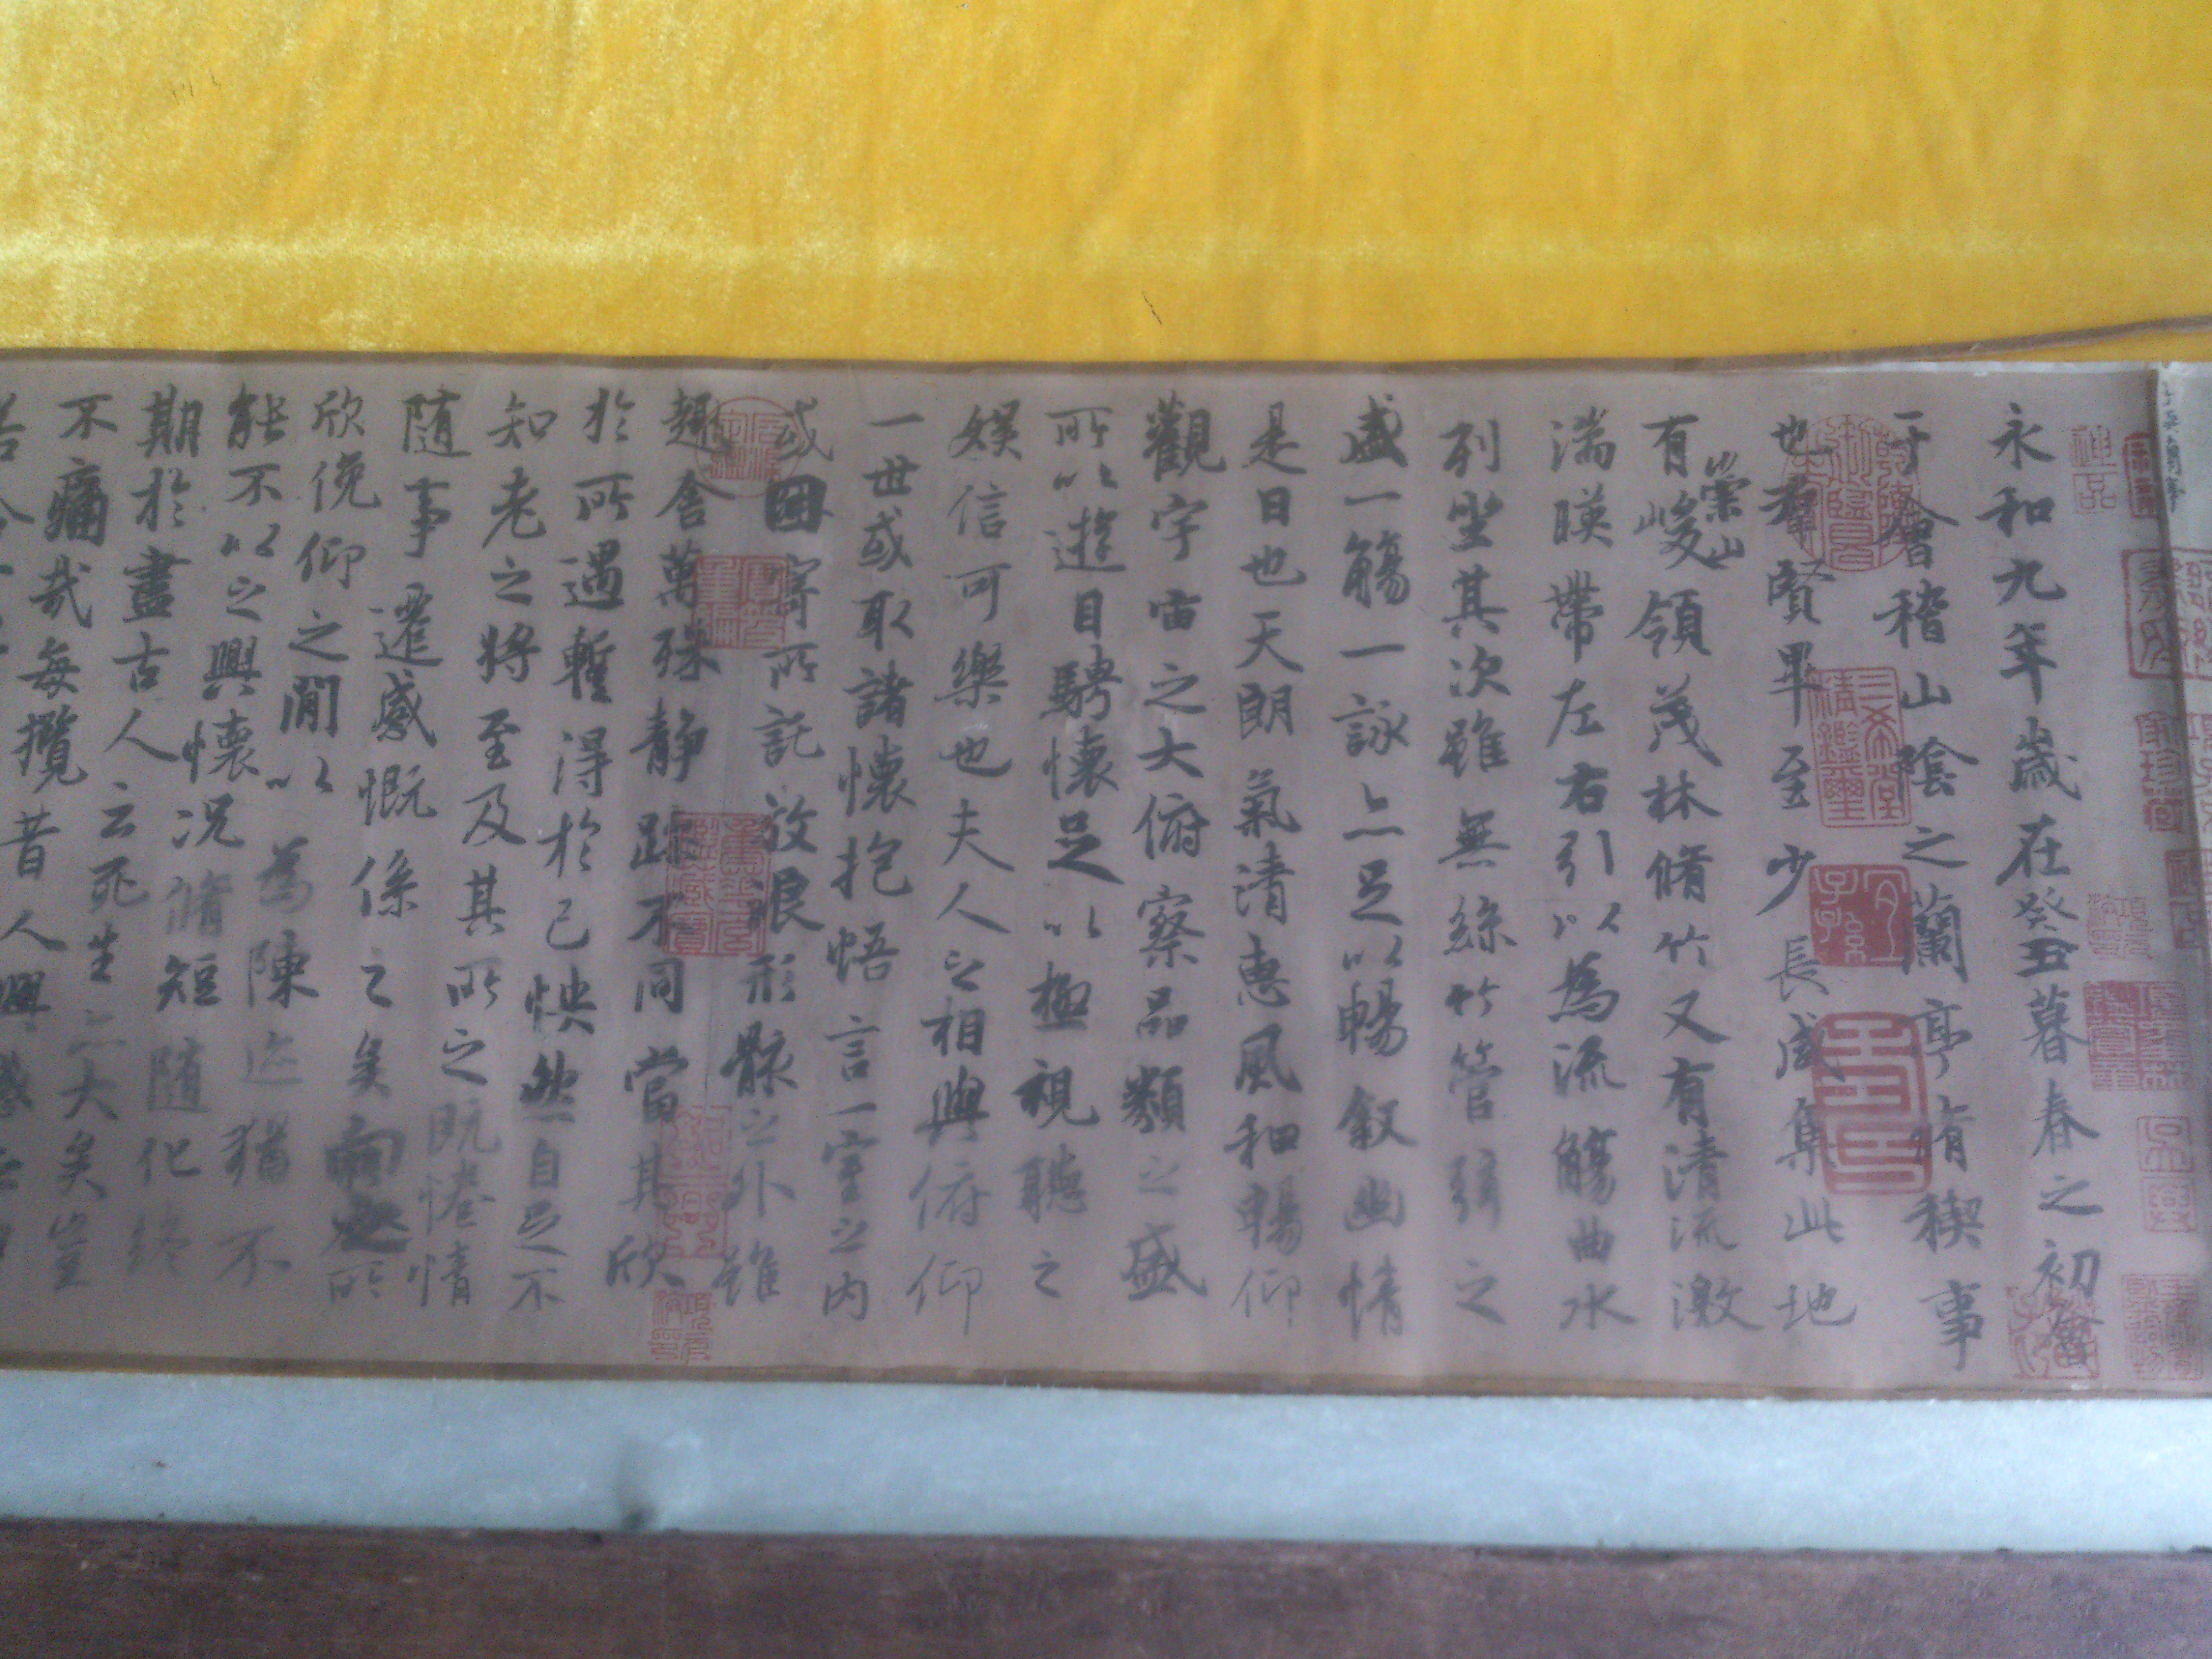 永和九年歲在癸丑暮春之初會
于會稽山陰之蘭亭脩稧事
也羣賢畢至少長咸集此地
有崇山峻領茂林脩竹又有清流激
湍暎帶左右引以為流觴曲水
列坐其次雖無絲竹管弦之
盛一觴一詠亦足以暢敘幽情
是日也天朗氣清惠風和暢仰
觀宇宙之大俯察品類之盛
所以遊目騁懷足以極視聽之
娛信可樂也夫人之相與俯仰
一世或取諸懷抱悟言一室之內
或因寄所託放浪形骸之外雖
趣舍萬殊靜躁不同當其欣
於所遇暫得於己怏然自足不
知老之將至及其所之既惓情
隨事遷感慨係之矣向之所
欣俛仰之閒以為陳迹猶不
能不以之興懷況脩短隨化終
期於盡古人云死生亦大矣豈
不痛哉每攬昔人興感之由
若合